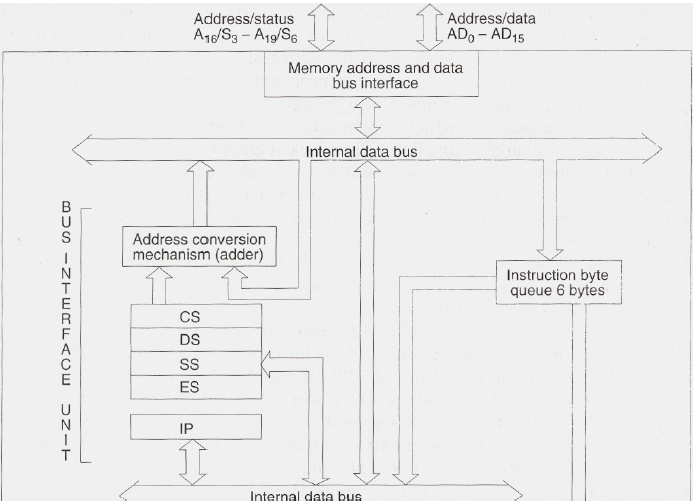 Address/status
A16/S3 – A19/S6
Address/data
AD0 – AD15
Memory address and data
bus interface
Internal data bus
BUS INTERFACE UNIT
Address conversion
mechanism (adder)
Instruction byte
queue 6 bytes
CS
DS
SS
ES
IP
Internal data bus